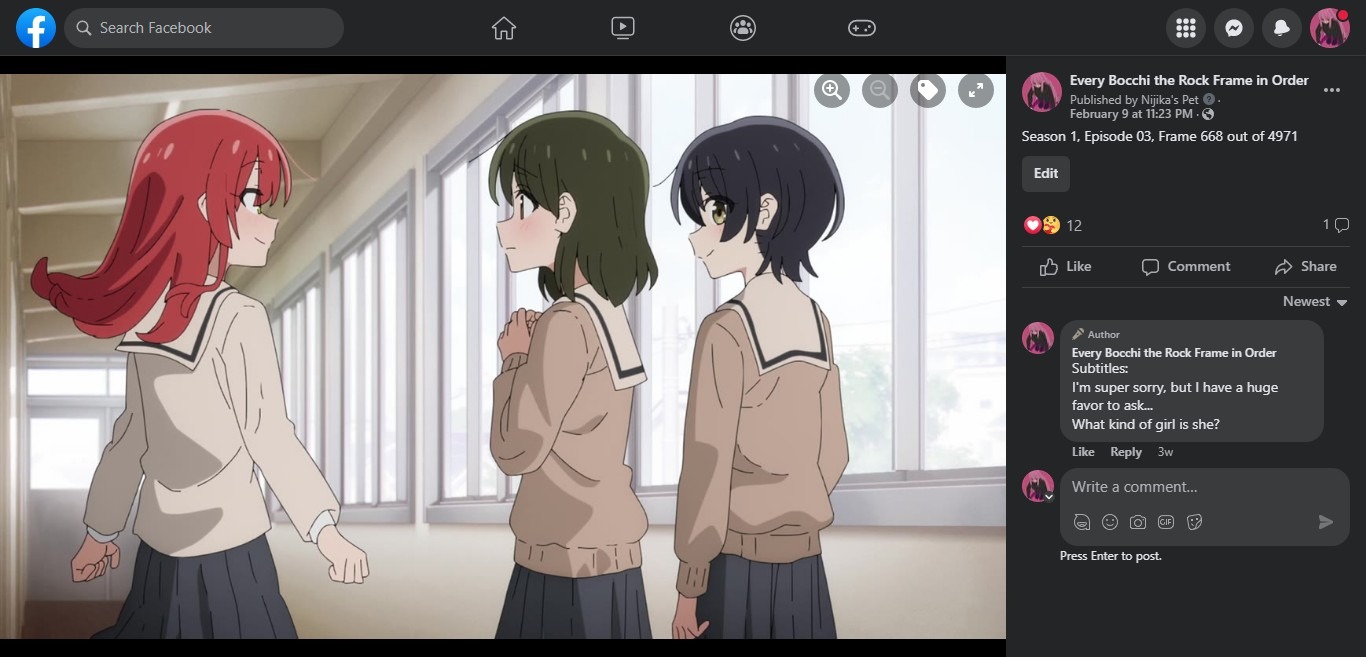 Search Facebook
Every Bocchi the Rock Frame in Order
Published by Nijika's Pet ·
February 9 at 11:23 PM ·
Season 1, Episode 03, Frame 668 out of 4971
Edit
12
1
Like Comment Share
Newest
Author
Every Bocchi the Rock Frame in Order
Subtitles:
I'm super sorry, but I have a huge
favor to ask...
What kind of girl is she?
Like Reply 3w
Write a comment...
GIF
Press Enter to post.